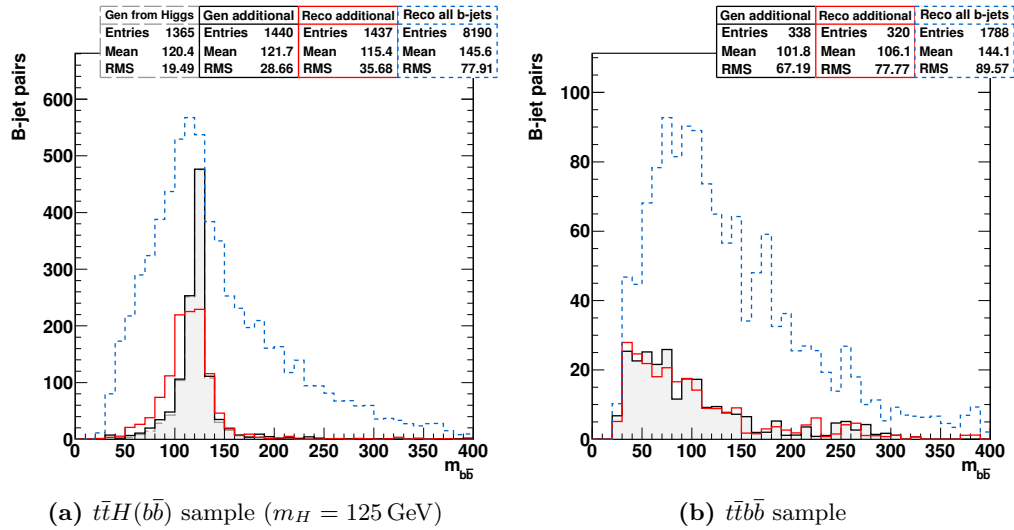 Gen from Higgs Gen additional Reco additional Reco all b-jets
Entries 1365 Entries 1440 Entries 1437 Entries 8190
Mean 120.4 Mean 121.7 Mean 115.4 Mean 145.6
RMS 19.49 RMS 28.66 RMS 35.68 RMS 77.91
B-jet pairs
600
500
400
300
200
100
0
0 50 100 150 200 250 300 350 400
m_{b\bar{b}}
(a) t\bar{t}H(b\bar{b}) sample (m_H = 125 GeV)
Gen additional Reco additional Reco all b-jets
Entries 338 Entries 320 Entries 1788
Mean 101.8 Mean 106.1 Mean 144.1
RMS 67.19 RMS 77.77 RMS 89.57
B-jet pairs
100
80
60
40
20
0
0 50 100 150 200 250 300 350 400
m_{b\bar{b}}
(b) t\bar{t}b\bar{b} sample